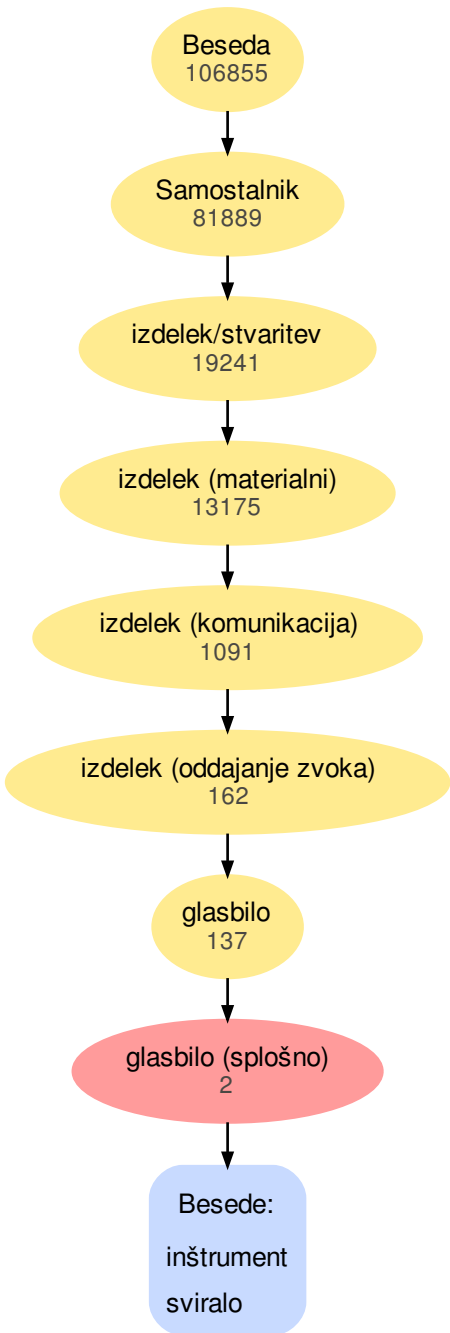 Beseda
106855
Samostalnik
81889
izdelek/stvaritev
19241
izdelek (materialni)
13175
izdelek (komunikacija)
1091
izdelek (oddajanje zvoka)
162
glasbilo
137
glasbilo (splošno)
2
Besede:
inštrument
sviralo